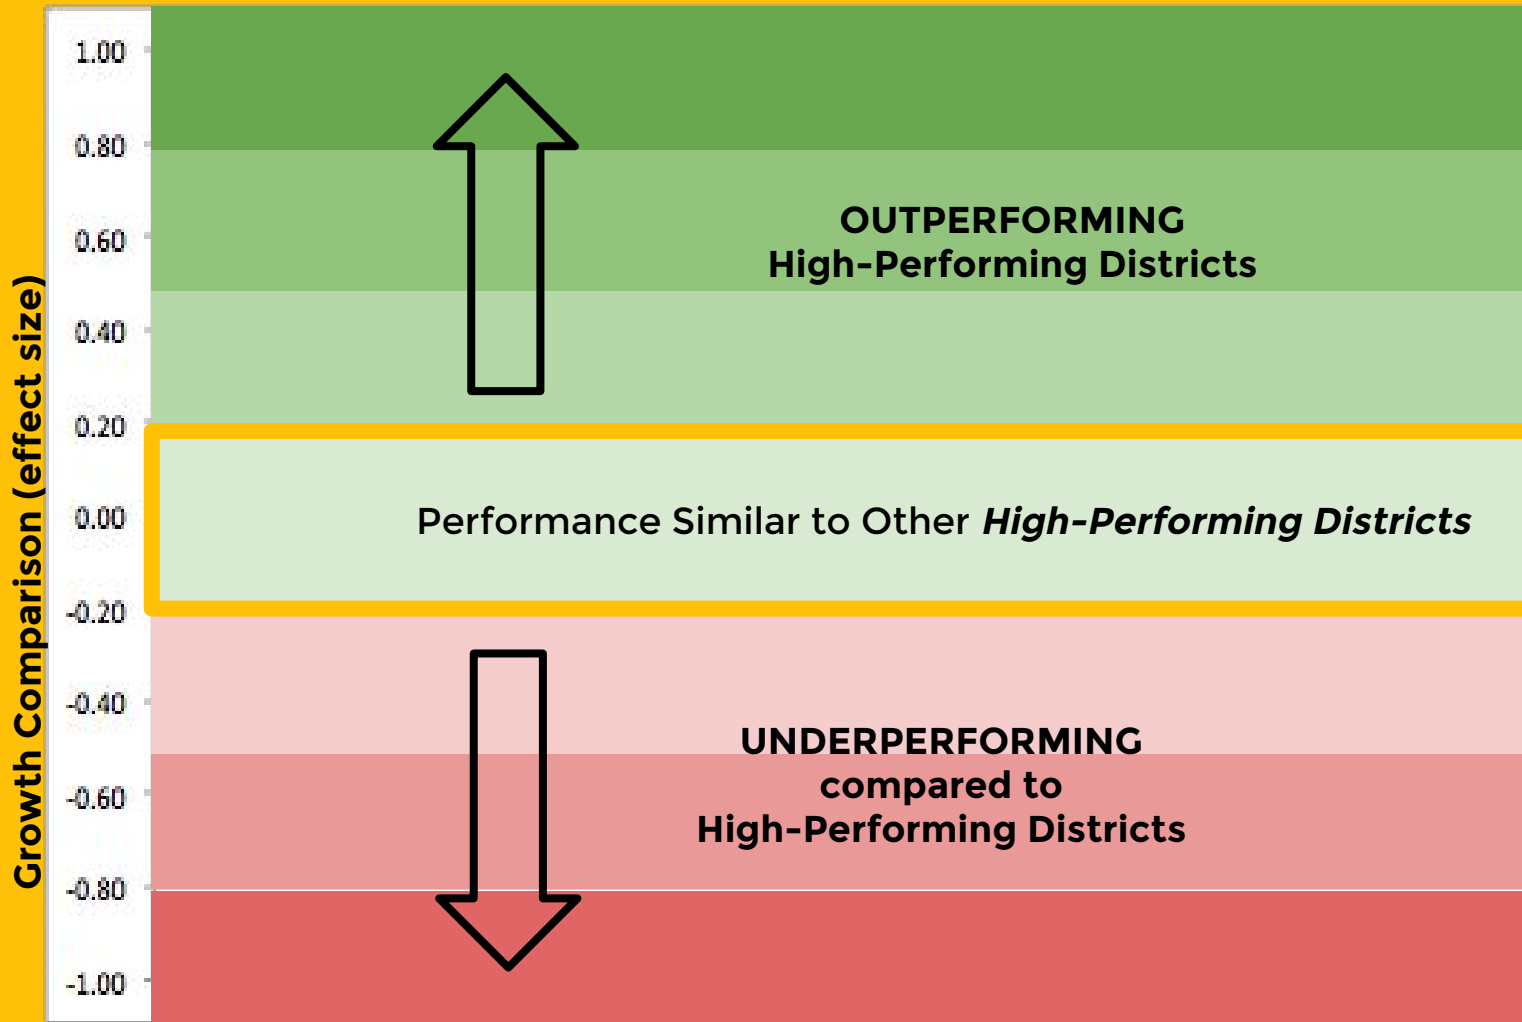 Growth Comparison (effect size)
1.00
0.80
0.60
0.40
0.20
0.00
-0.20
-0.40
-0.60
-0.80
-1.00
OUTPERFORMING
High-Performing Districts
Performance Similar to Other High-Performing Districts
UNDERPERFORMING
compared to
High-Performing Districts